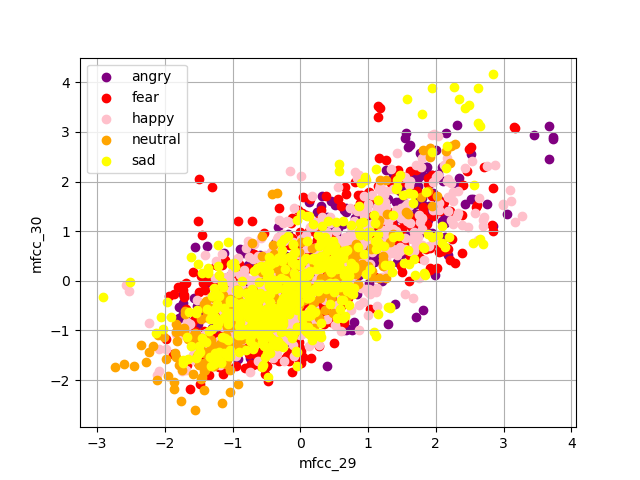 angry
fear
happy
neutral
sad
mfcc_30
4
3
2
1
0
−1
−2
−3 −2 −1 0 1 2 3 4
mfcc_29